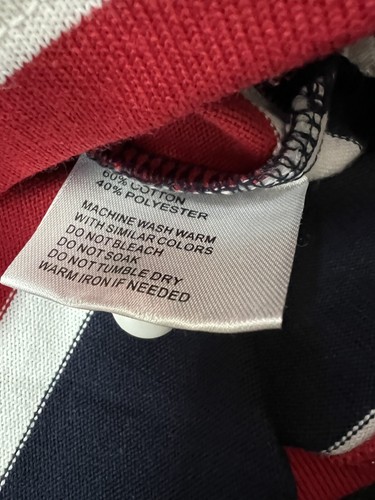 60% COTTON
40% POLYESTER
MACHINE WASH WARM
WITH SIMILAR COLORS
DO NOT BLEACH
DO NOT SOAK
DO NOT TUMBLE DRY
WARM IRON IF NEEDED